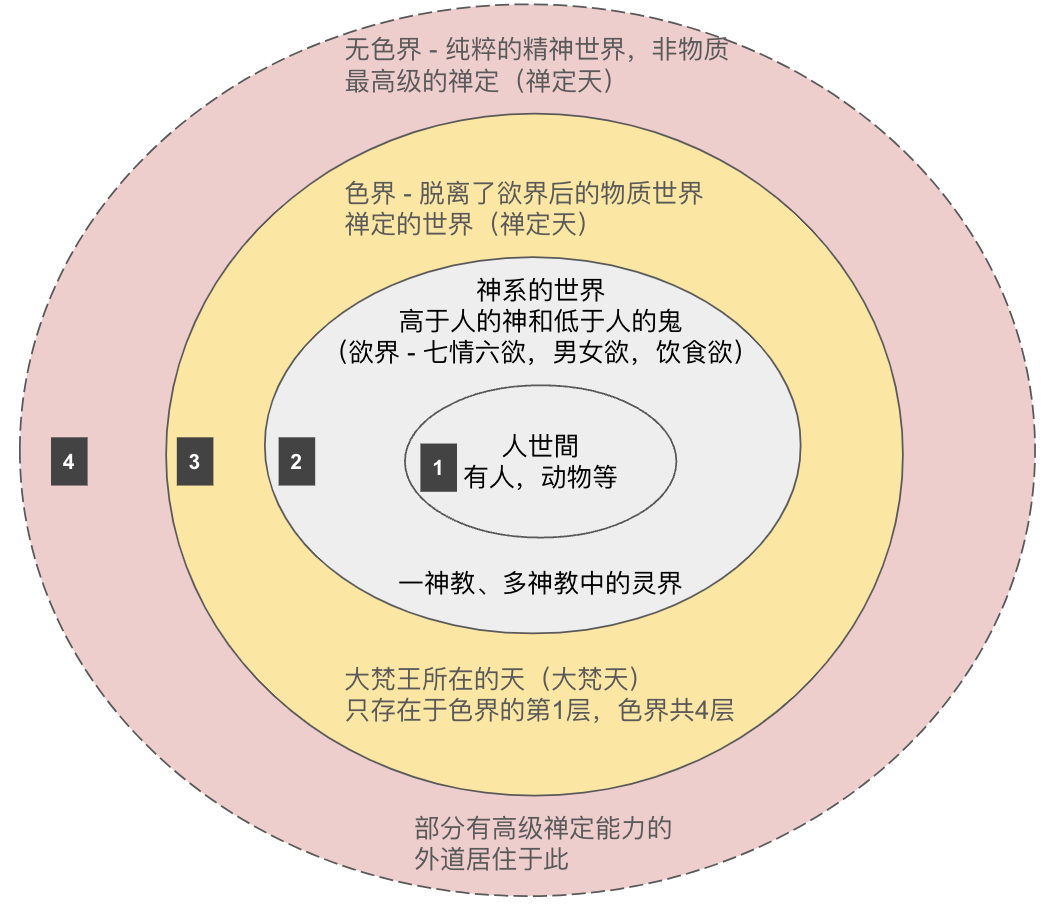 无色界 - 纯粹的精神世界，非物质
最高级的禅定（禅定天）
色界 - 脱离了欲界后的物质世界
禅定的世界（禅定天）
神系的世界
高于人的神和低于人的鬼
（欲界 - 七情六欲，男女欲，饮食欲）
4
3
2
1
人世間
有人，动物等
一神教、多神教中的灵界
大梵王所在的天（大梵天）
只存在于色界的第1层，色界共4层
部分有高级禅定能力的
外道居住于此